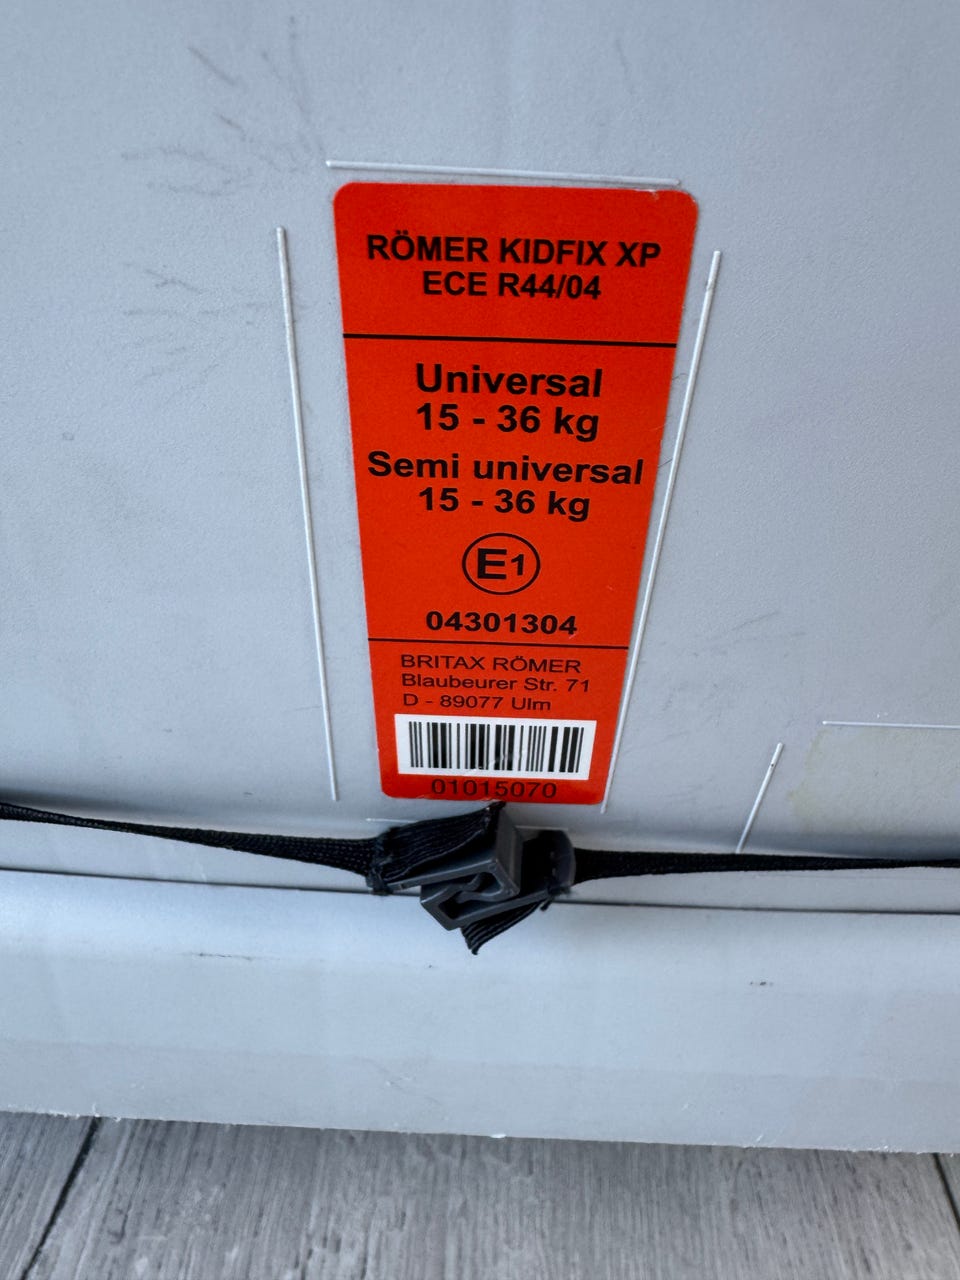 RÖMER KIDFIX XP
ECE R44/04
Universal
15 - 36 kg
Semi universal
15 - 36 kg
E1
04301304
BRITAX RÖMER
Blaubeurer Str. 71
D - 89077 Ulm
01015070